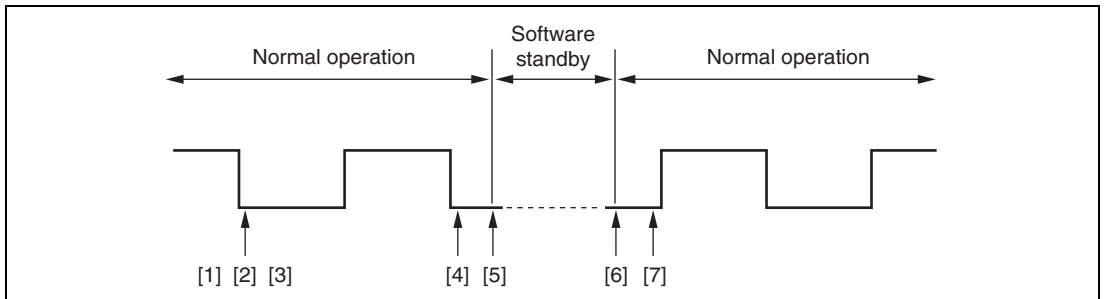 Software
standby
Normal operation
Normal operation
[1] [2] [3] [4] [5] [6] [7]